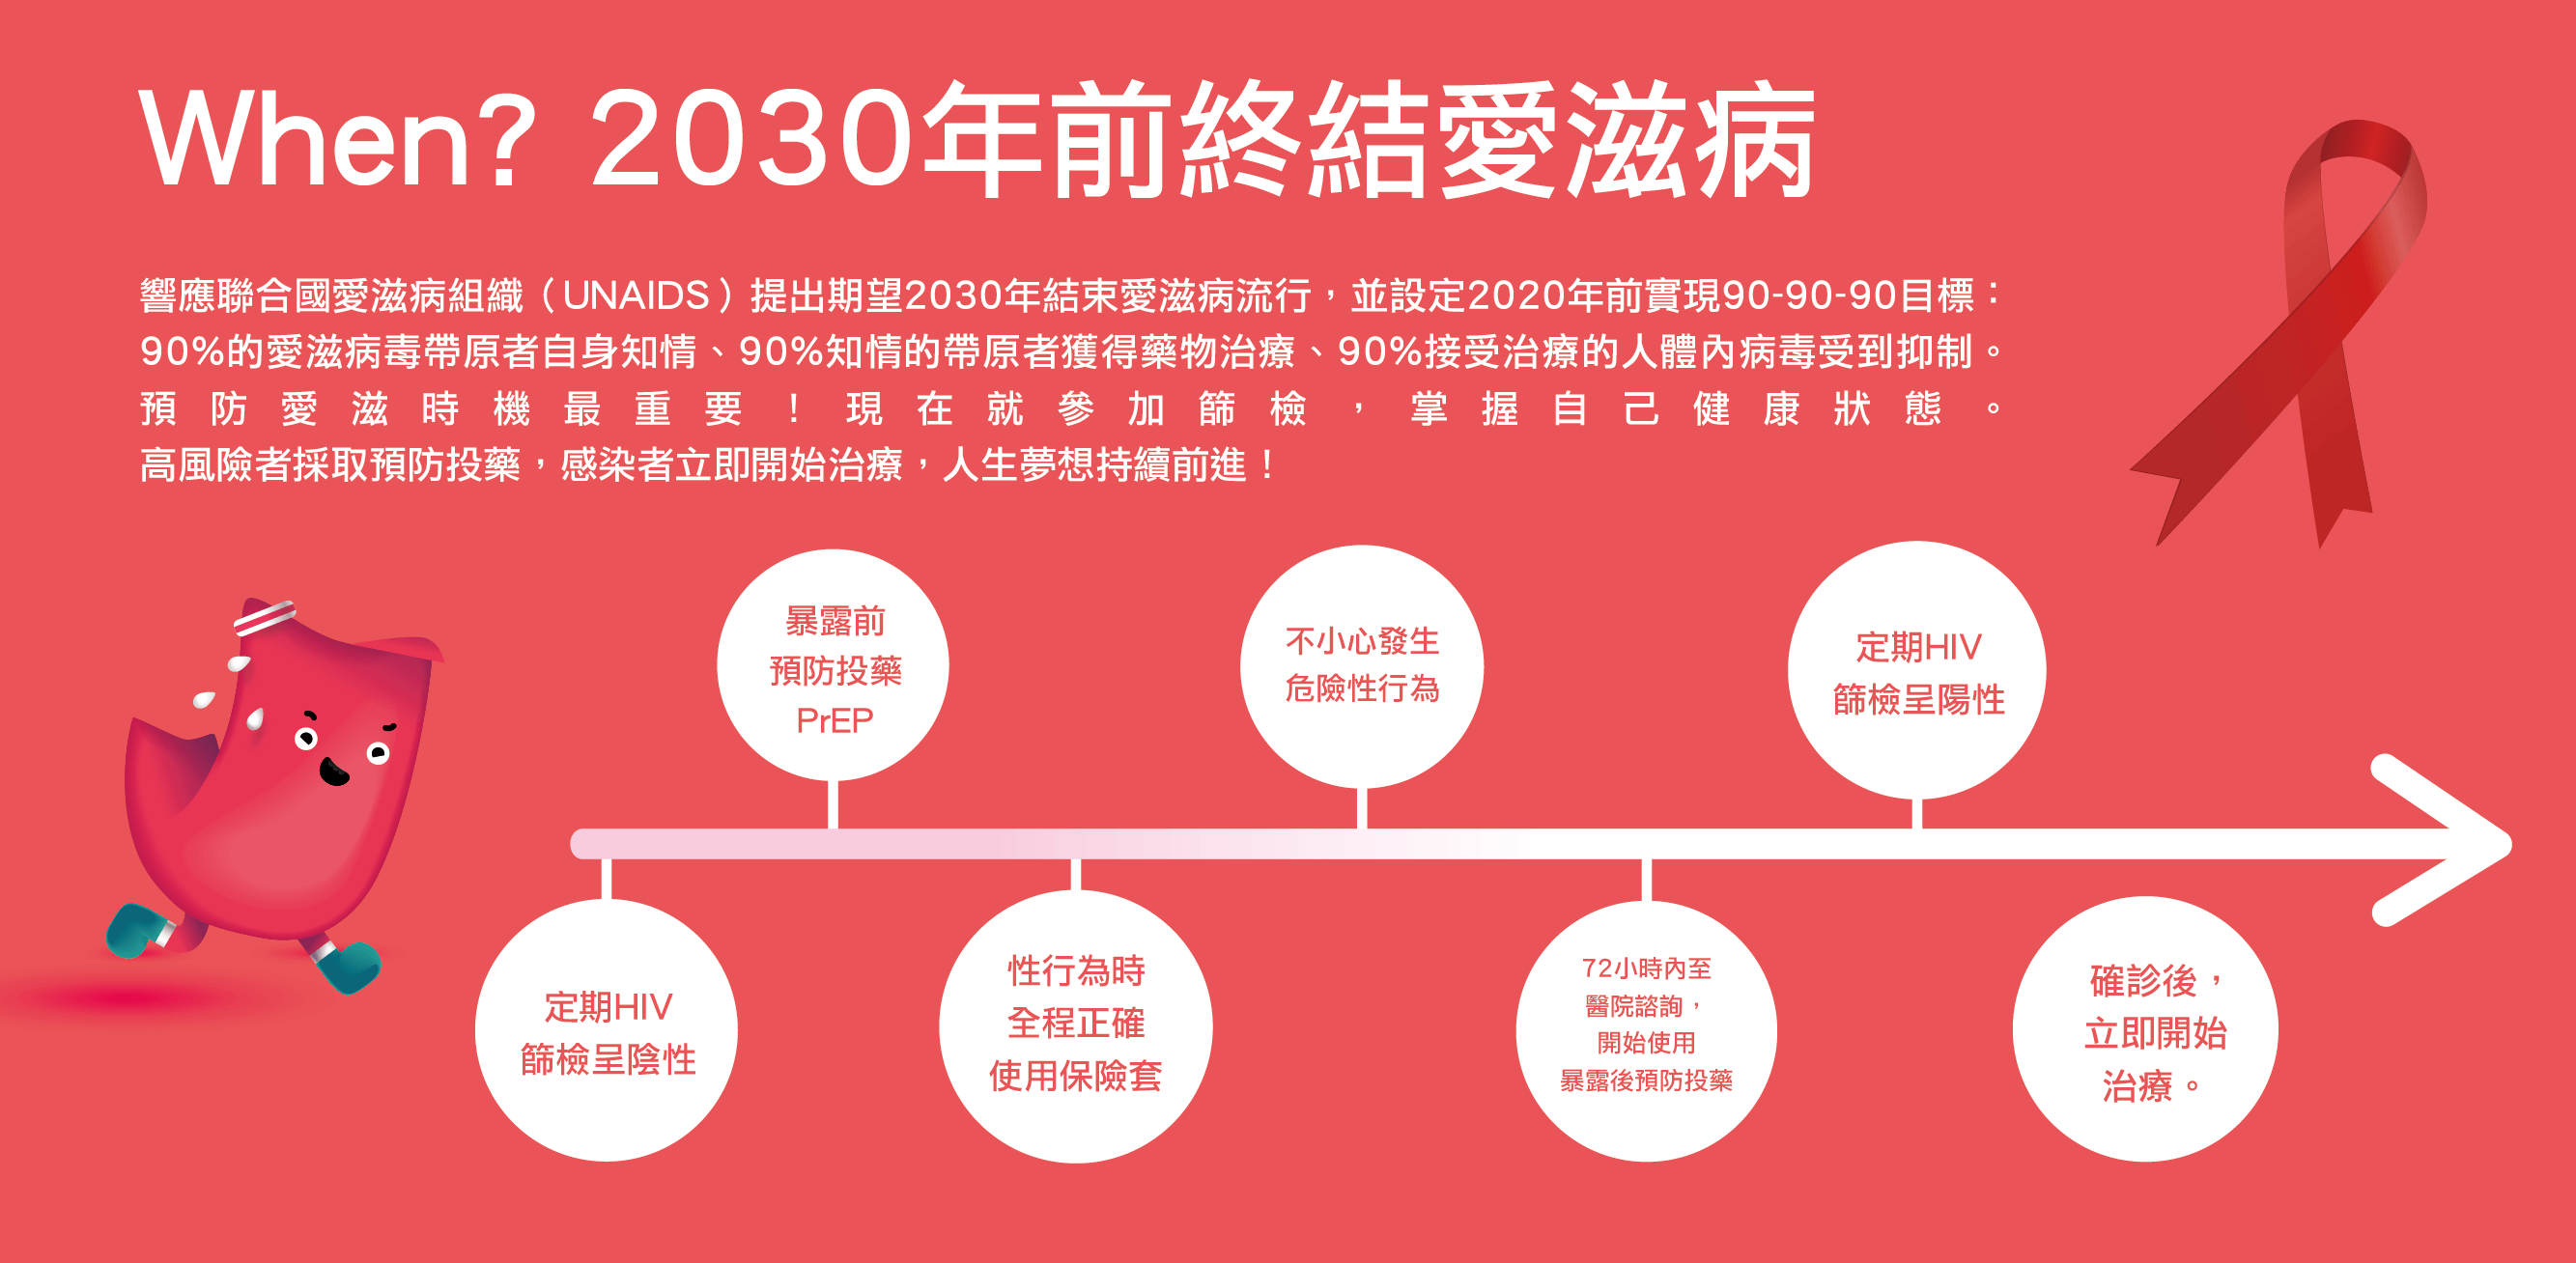 When? 2030年前終結愛滋病
響應聯合國愛滋病組織（UNAIDS）提出期望2030年結束愛滋病流行，並設定2020年前實現90-90-90目標：
90%的愛滋病毒帶原者自身知情、90%知情的帶原者獲得藥物治療、90%接受治療的人體內病毒受到抑制。
預防愛滋時機最重要！現在就參加篩檢，掌握自己健康狀態。
高風險者採取預防投藥，感染者立即開始治療，人生夢想持續前進！
定期HIV
篩檢呈陰性
暴露前
預防投藥
PrEP
性行為時
全程正確
使用保險套
不小心發生
危險性行為
72小時內至
醫院諮詢，
開始使用
暴露後預防投藥
定期HIV
篩檢呈陽性
確診後，
立即開始
治療。